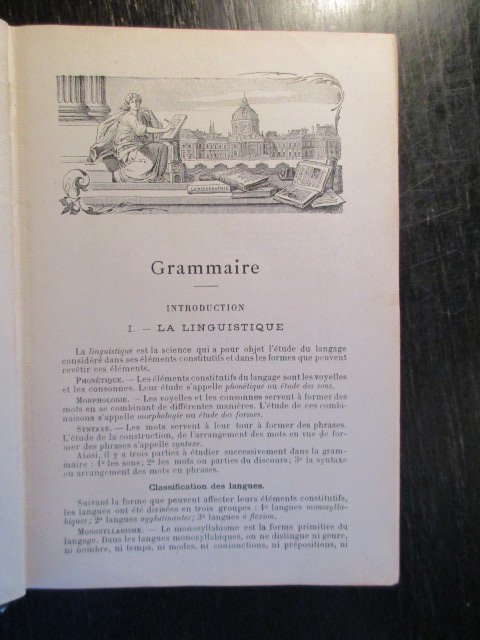 LEXICOGRAPHIE
Grammaire
INTRODUCTION
I. — LA LINGUISTIQUE
La linguistique est la science qui a pour objet l'étude du langage
considéré dans ses éléments constitutifs et dans les formes que peuvent
revêtir ces éléments.
PHONÉTIQUE. — Les éléments constitutifs du langage sont les voyelles
et les consonnes. Leur étude s'appelle phonétique ou étude des sons.
MORPHOLOGIE. — Les voyelles et les consonnes servent à former des
mots en se combinant de différentes manières. L'étude de ces combi-
naisons s'appelle morphologie ou étude des formes.
SYNTAXE. — Les mots servent à leur tour à former des phrases.
L'étude de la construction, de l'arrangement des mots en vue de for-
mer des phrases s'appelle syntaxe.
Ainsi, il y a trois parties à étudier successivement dans la gram-
maire : 1º les sons; 2º les mots ou parties du discours; 3º la syntaxe
ou arrangement des mots en phrases.
Classification des langues.
Suivant la forme que peuvent affecter leurs éléments constitutifs,
les langues ont été divisées en trois groupes : 1º langues monosylla-
biques; 2º langues agglutinantes; 3º langues à flexion.
MONOSYLLABISME. — Le monosyllabisme est la forme primitive du
langage. Dans les langues monosyllabiques, on ne distingue ni genre,
ni nombre, ni temps, ni modes, ni conjonctions, ni prépositions, ni